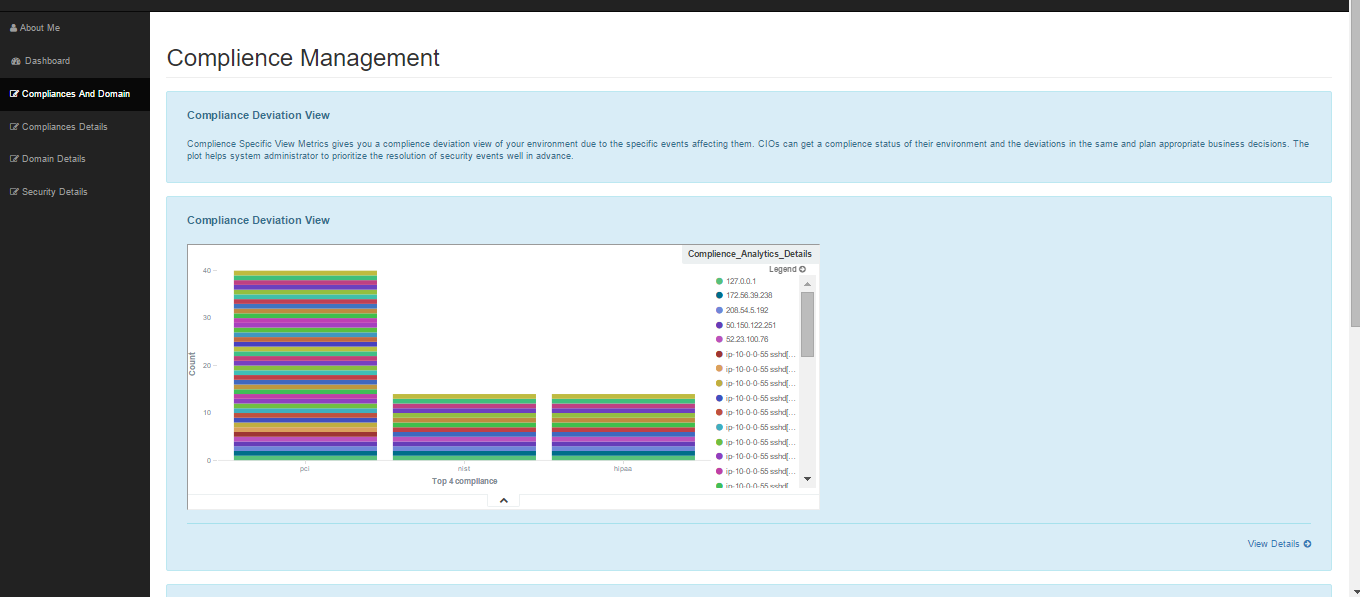 About Me
Dashboard
Compliances And Domain
Compliances Details
Domain Details
Security Details
Complience Management
Compliance Deviation View
Complience Specific View Metrics gives you a complience deviation view of your environment due to the specific events affecting them. CIOs can get a complience status of their environment and the deviations in the same and plan appropriate business decisions. The
plot helps system administrator to prioritize the resolution of security events well in advance.
Compliance Deviation View
Complience_Analytics_Details
Legend
127.0.0.1
172.56.39.238
208.54.5.192
50.150.122.251
52.23.100.76
ip-10-0-0-55 sshd[...
ip-10-0-0-55 sshd[...
ip-10-0-0-55 sshd[...
ip-10-0-0-55 sshd[...
ip-10-0-0-55 sshd[...
ip-10-0-0-55 sshd[...
ip-10-0-0-55 sshd[...
ip-10-0-0-55 sshd[...
ip-10-0-0-55 sshd[...
ip-10-0-0-55 sshd[...
40
30
20
10
0
Count
pci
nist
hipaa
Top 4 compliance
View Details